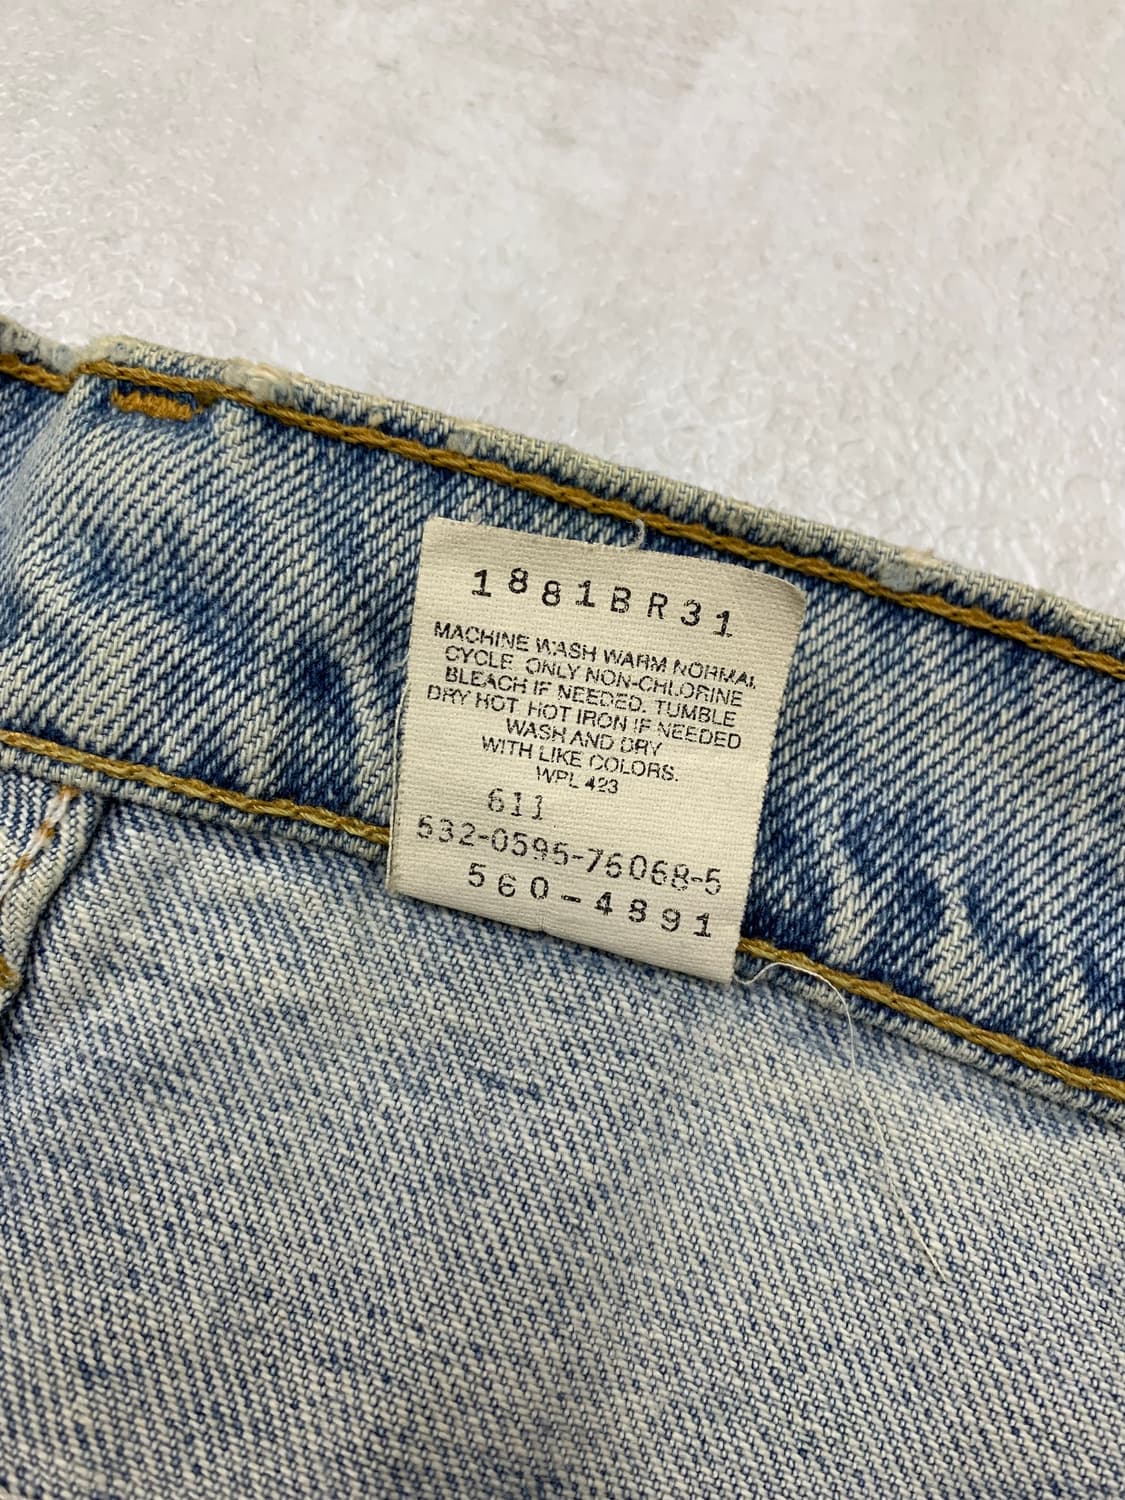 1881BR31
MACHINE WASH WARM NORMAL
CYCLE. ONLY NON-CHLORINE
BLEACH IF NEEDED. TUMBLE
DRY HOT. HOT IRON IF NEEDED
WASH AND DRY
WITH LIKE COLORS.
WPL 423
611
532-0595-76068-5
560-4891